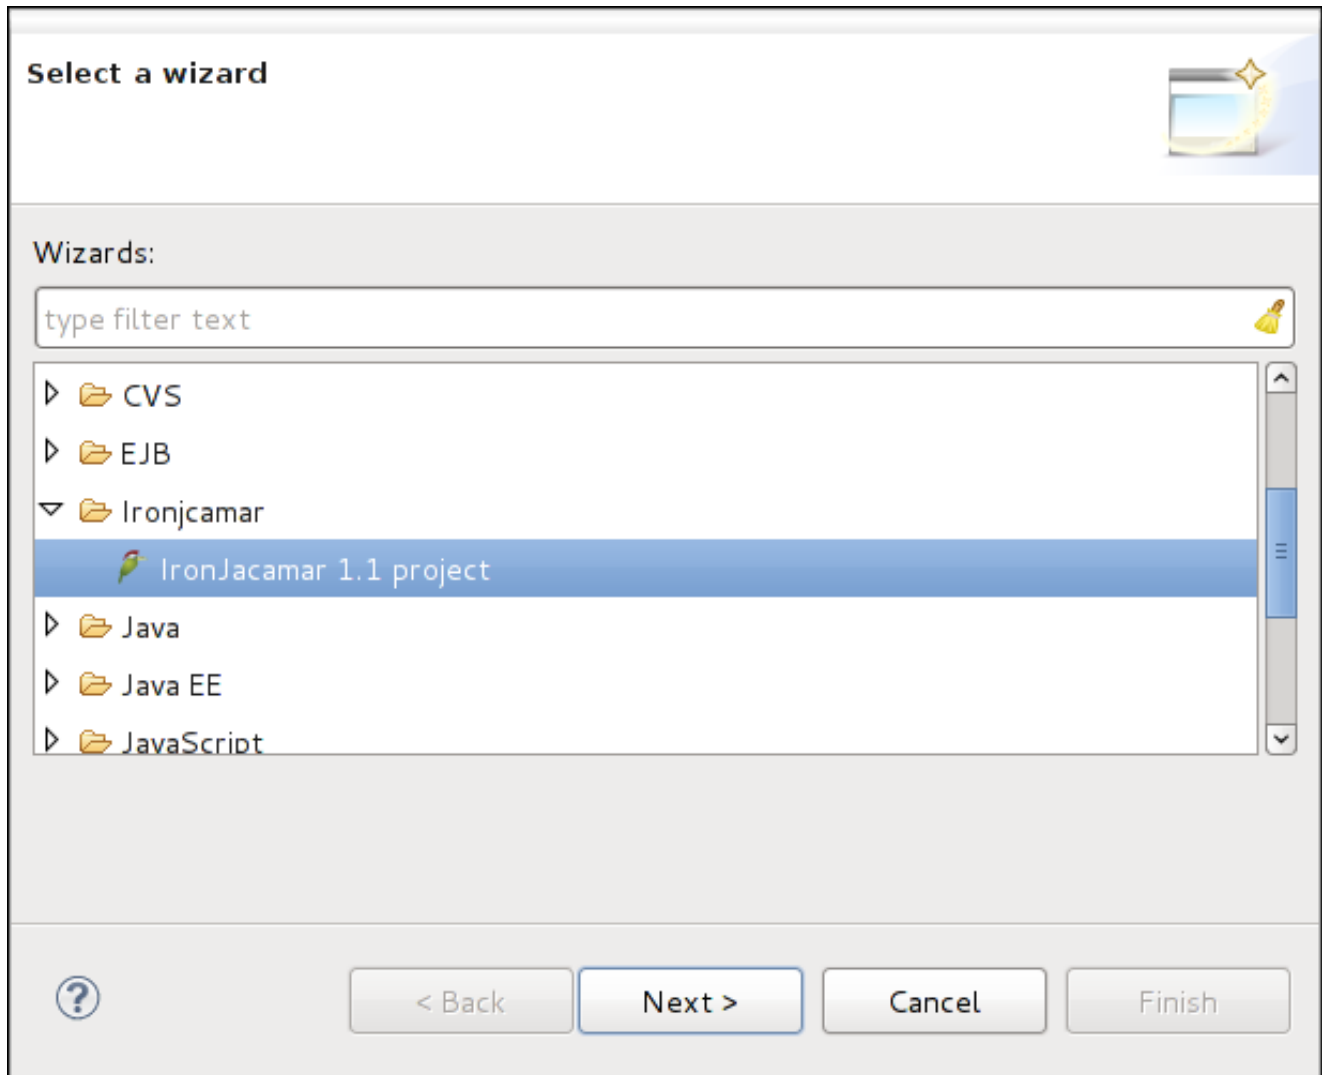 Select a wizard
Wizards:
type filter text
CVS
EJB
Ironjcamar
IronJacamar 1.1 project
Java
Java EE
JavaScript
?
< Back
Next >
Cancel
Finish